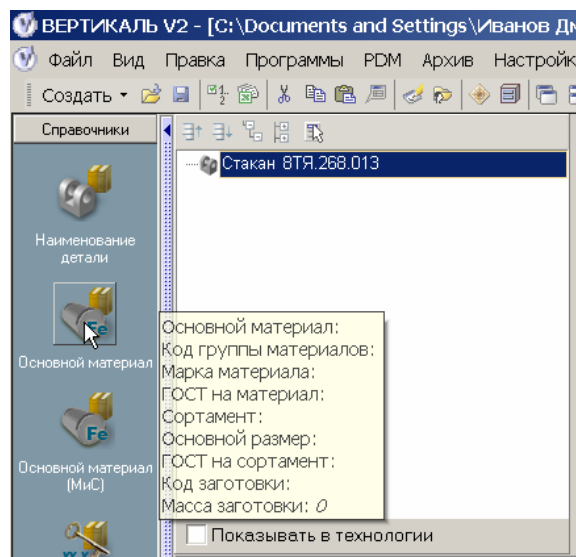 ВЕРТИКАЛЬ V2 - [C:\Documents and Settings\Иванов
Файл Вид Правка Программы PDM Архив Настройк
Создать
Справочники
Стакан 8ТЯ.268.013
Наименование
детали
Fe
Основной материал
Основной материал:
Код группы материалов:
Марка материала:
ГОСТ на материал:
Сортамент:
Основной размер:
ГОСТ на сортамент:
Код заготовки:
Масса заготовки: 0
Fe
Основной материал
(МиС)
Показывать в технологии